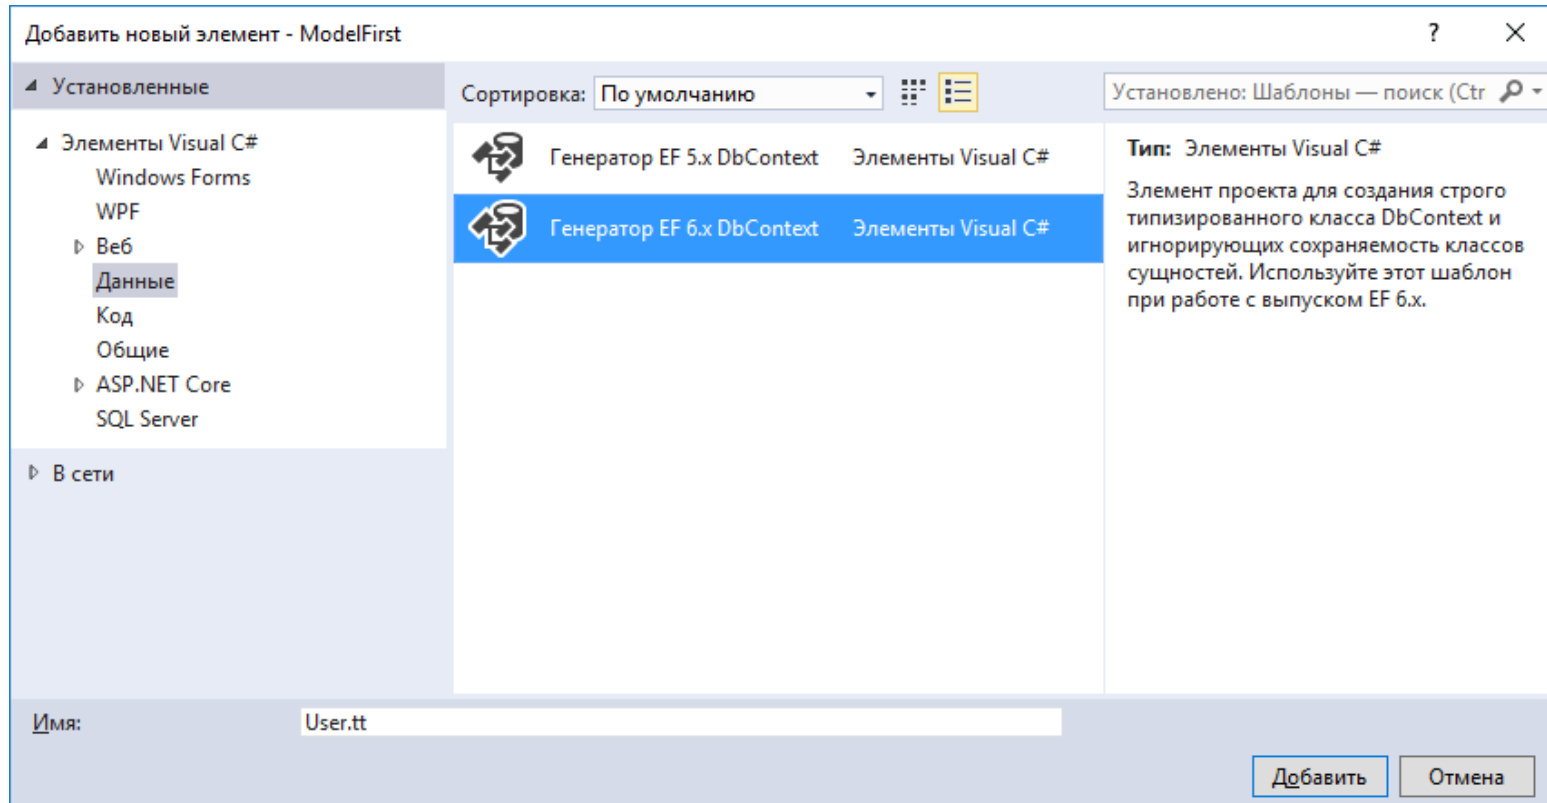 Добавить новый элемент - ModelFirst
?
Установленные
Сортировка: По умолчанию
Установлено: Шаблоны — поиск (Ctr
Элементы Visual C#
Windows Forms
WPF
Веб
Данные
Код
Общие
ASP.NET Core
SQL Server
В сети
Генератор EF 5.x DbContext Элементы Visual C#
Генератор EF 6.x DbContext Элементы Visual C#
Тип: Элементы Visual C#
Элемент проекта для создания строго
типизированного класса DbContext и
игнорирующих сохраняемость классов
сущностей. Используйте этот шаблон
при работе с выпуском EF 6.x.
Имя: User.tt
Добавить Отмена